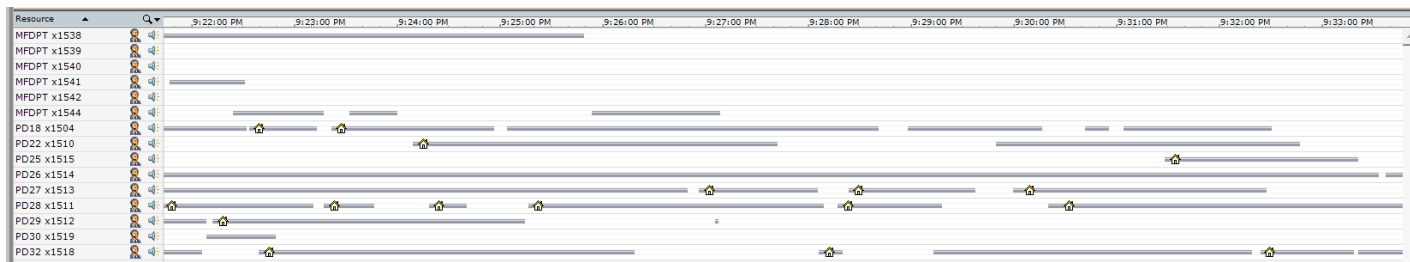 Resource 9:22:00 PM 9:23:00 PM 9:24:00 PM 9:25:00 PM 9:26:00 PM 9:27:00 PM 9:28:00 PM 9:29:00 PM 9:30:00 PM 9:31:00 PM 9:32:00 PM 9:33:00 PM
MFDPT x1538
MFDPT x1539
MFDPT x1540
MFDPT x1541
MFDPT x1542
MFDPT x1544
PD18 x1504
PD22 x1510
PD25 x1515
PD26 x1514
PD27 x1513
PD28 x1511
PD29 x1512
PD30 x1519
PD32 x1518